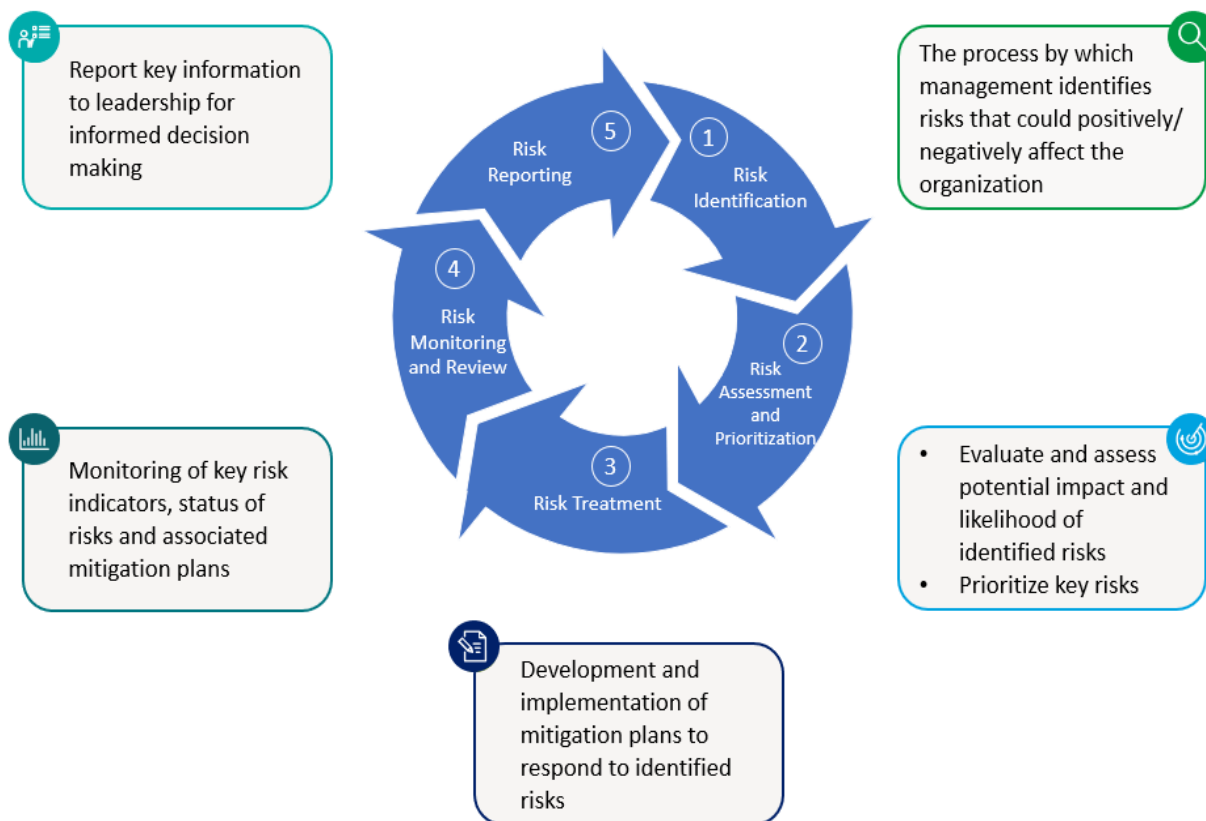 Report key information
to leadership for
informed decision
making
The process by which
management identifies
risks that could positively/
negatively affect the
organization
5
Risk
Reporting
1
Risk
Identification
4
Risk
Monitoring
and Review
2
Risk
Assessment
and
Prioritization
3
Risk Treatment
Monitoring of key risk
indicators, status of
risks and associated
mitigation plans
• Evaluate and assess
potential impact and
likelihood of
identified risks
• Prioritize key risks
Development and
implementation of
mitigation plans to
respond to identified
risks